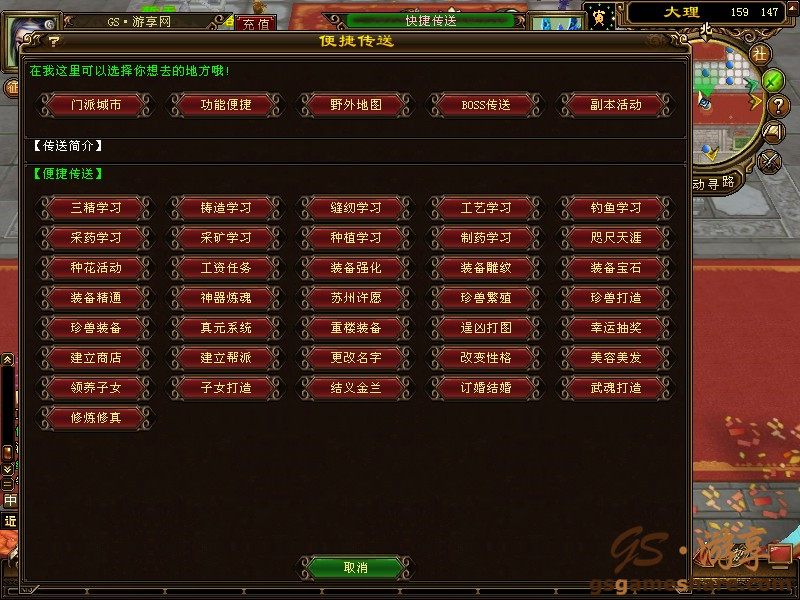 GS·游享网
充值
快捷传送
寅
大理 159 147
北
便捷传送
社
在我这里可以选择你想去的地方哦！
门派城市 功能便捷 野外地图 BOSS传送 副本活动
【传送简介】
【便捷传送】
动寻路
三精学习 铸造学习 缝纫学习 工艺学习 钓鱼学习
采药学习 采矿学习 种植学习 制药学习 咫尺天涯
种花活动 工资任务 装备强化 装备雕纹 装备宝石
装备精通 神器炼魂 苏州许愿 珍兽繁殖 珍兽打造
珍兽装备 真元系统 重楼装备 逞凶打图 幸运抽奖
建立商店 建立帮派 更改名字 改变性格 美容美发
领养子女 子女打造 结义金兰 订婚结婚 武魂打造
修炼修真
近
取消
GS·游享